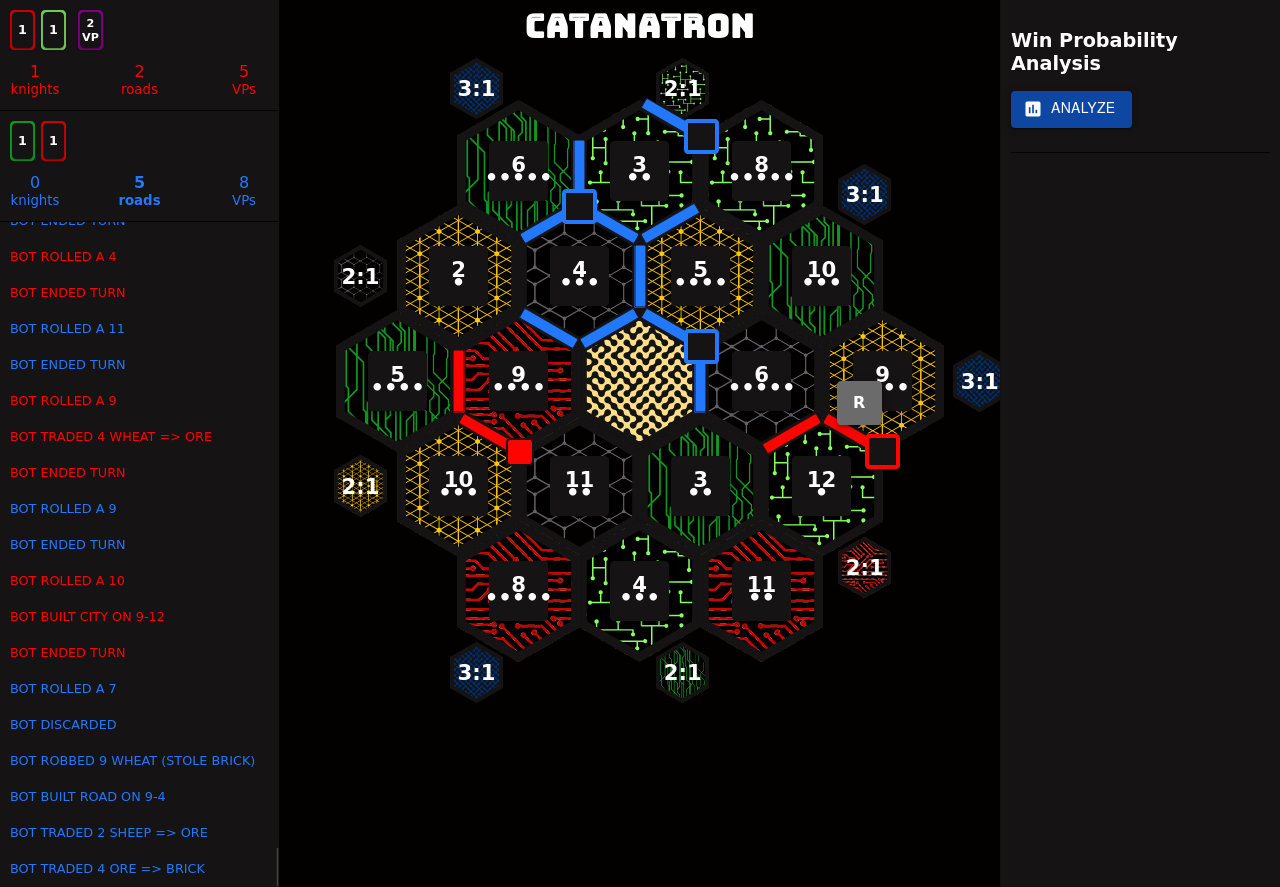 1 1 2 VP
1 2 5
knights roads VPs
1 1
0 5 8
knights roads VPs
BOT ENDED TURN
BOT ROLLED A 4
BOT ENDED TURN
BOT ROLLED A 11
BOT ENDED TURN
BOT ROLLED A 9
BOT TRADED 4 WHEAT => ORE
BOT ENDED TURN
BOT ROLLED A 9
BOT ENDED TURN
BOT ROLLED A 10
BOT BUILT CITY ON 9-12
BOT ENDED TURN
BOT ROLLED A 7
BOT DISCARDED
BOT ROBBED 9 WHEAT (STOLE BRICK)
BOT BUILT ROAD ON 9-4
BOT TRADED 2 SHEEP => ORE
BOT TRADED 4 ORE => BRICK
CATANATRON
3:1 2:1
6 3 8
3:1
2:1 2 4 5 10
5 9 6 9 3:1
R
2:1 10 11 3 12
2:1
8 4 11
3:1 2:1
Win Probability
Analysis
ANALYZE